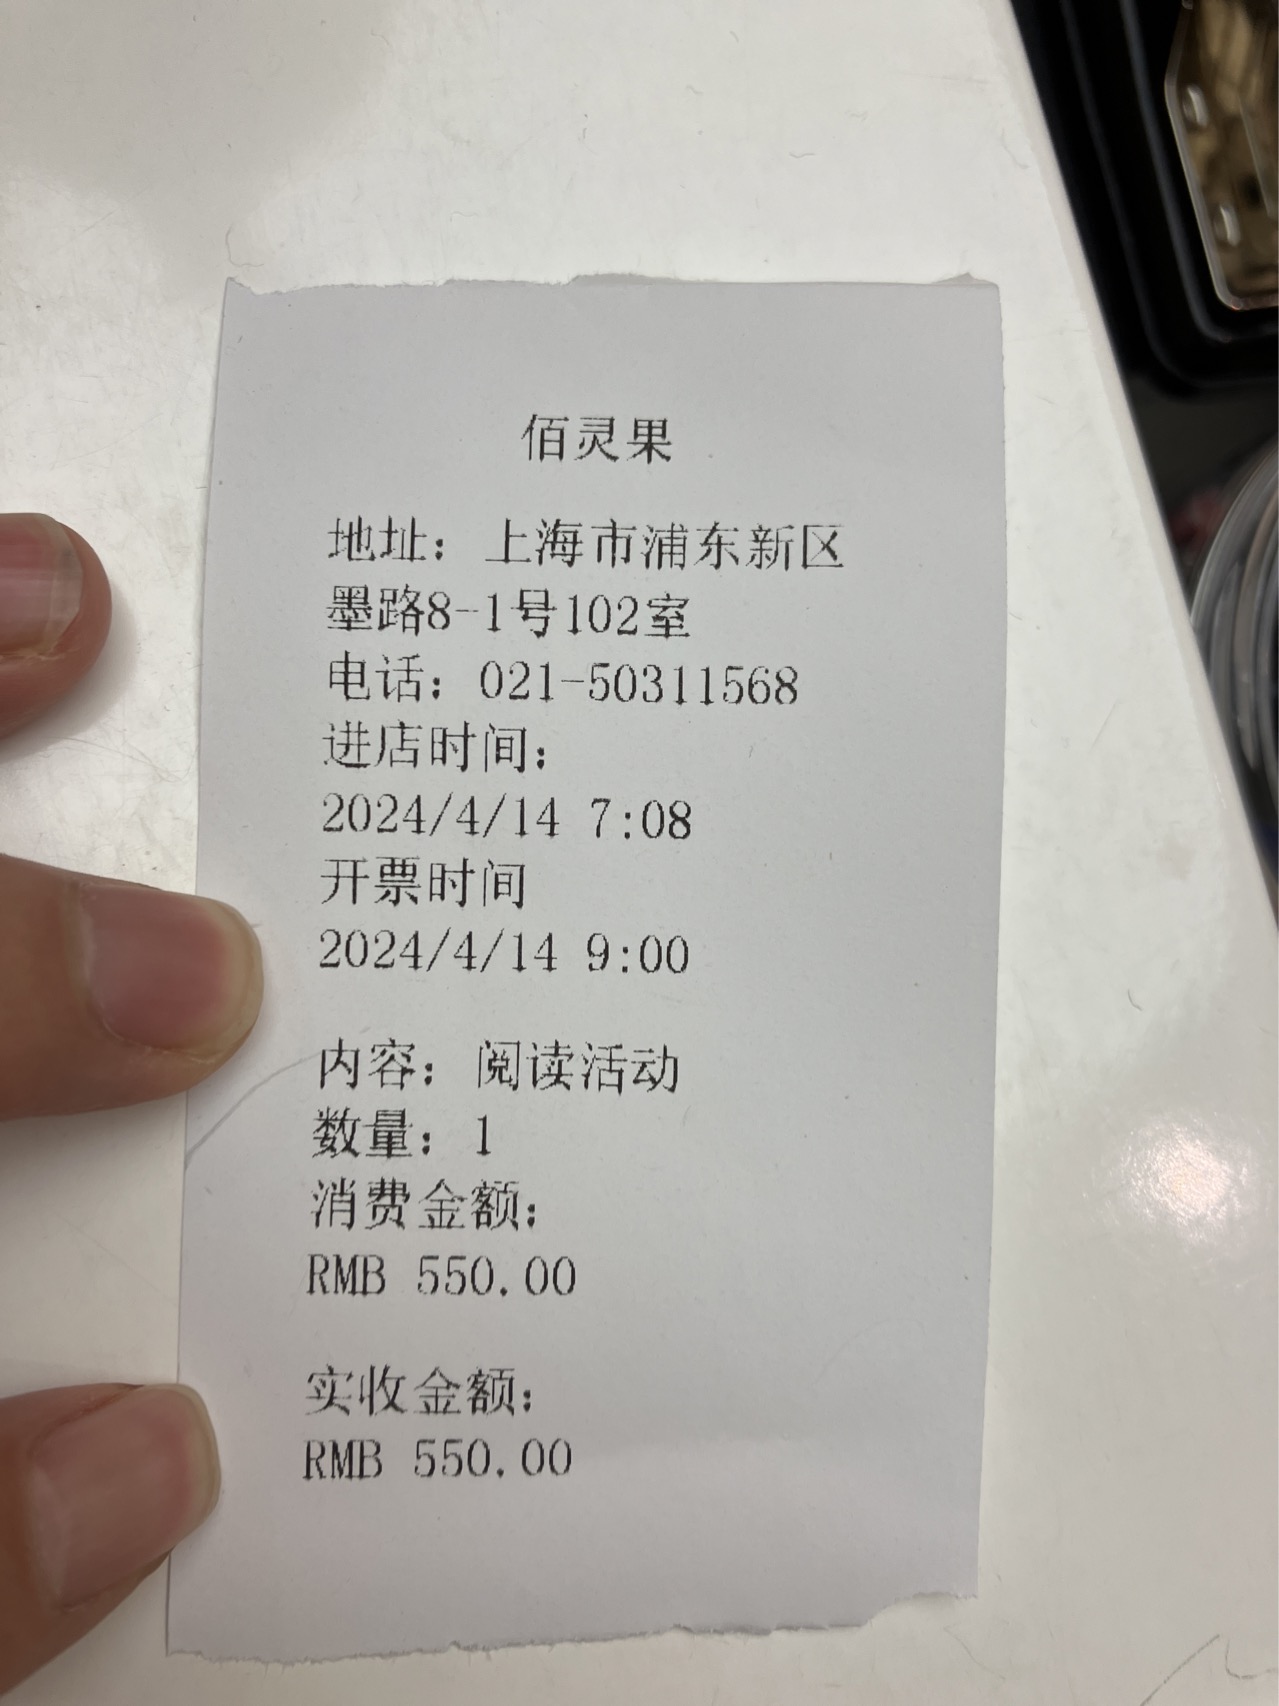 佰灵果
地址：上海市浦东新区
墨路8-1号102室
电话：021-50311568
进店时间：
2024/4/14 7:08
开票时间
2024/4/14 9:00
内容：阅读活动
数量：1
消费金额：
RMB 550.00
实收金额：
RMB 550.00